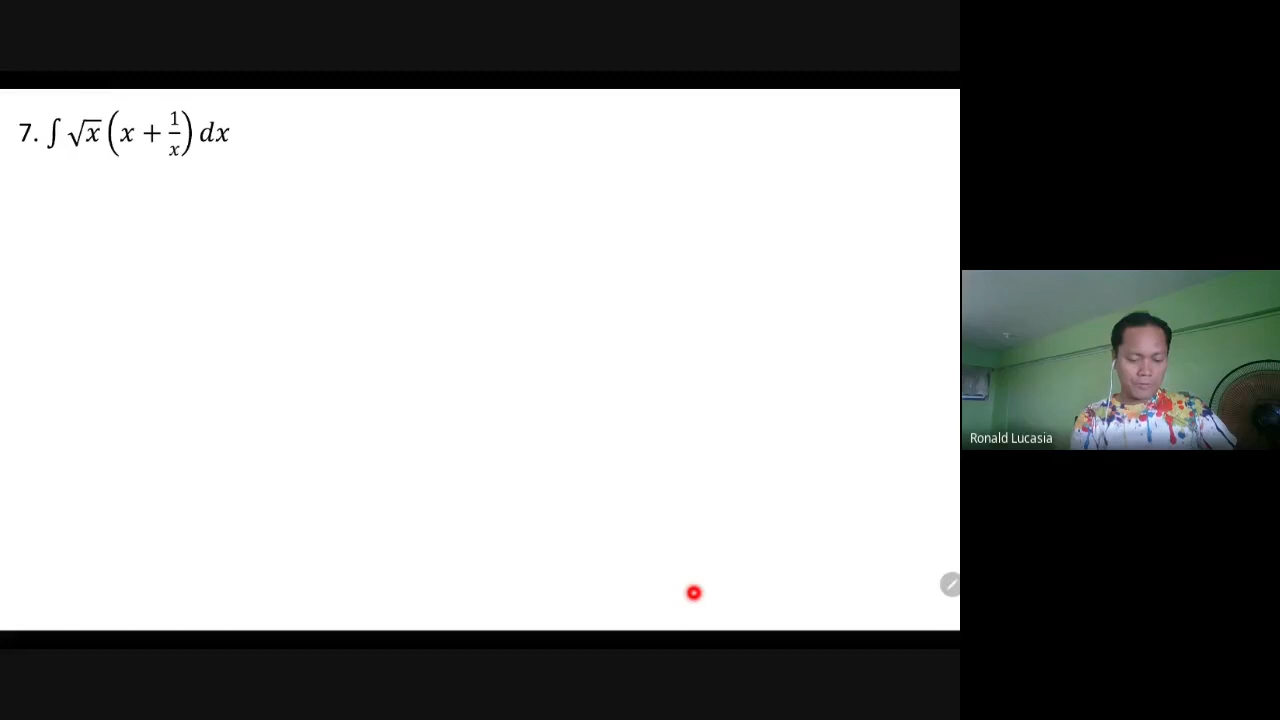 7. ∫ √x (x + 1/x) dx
Ronald Lucasia